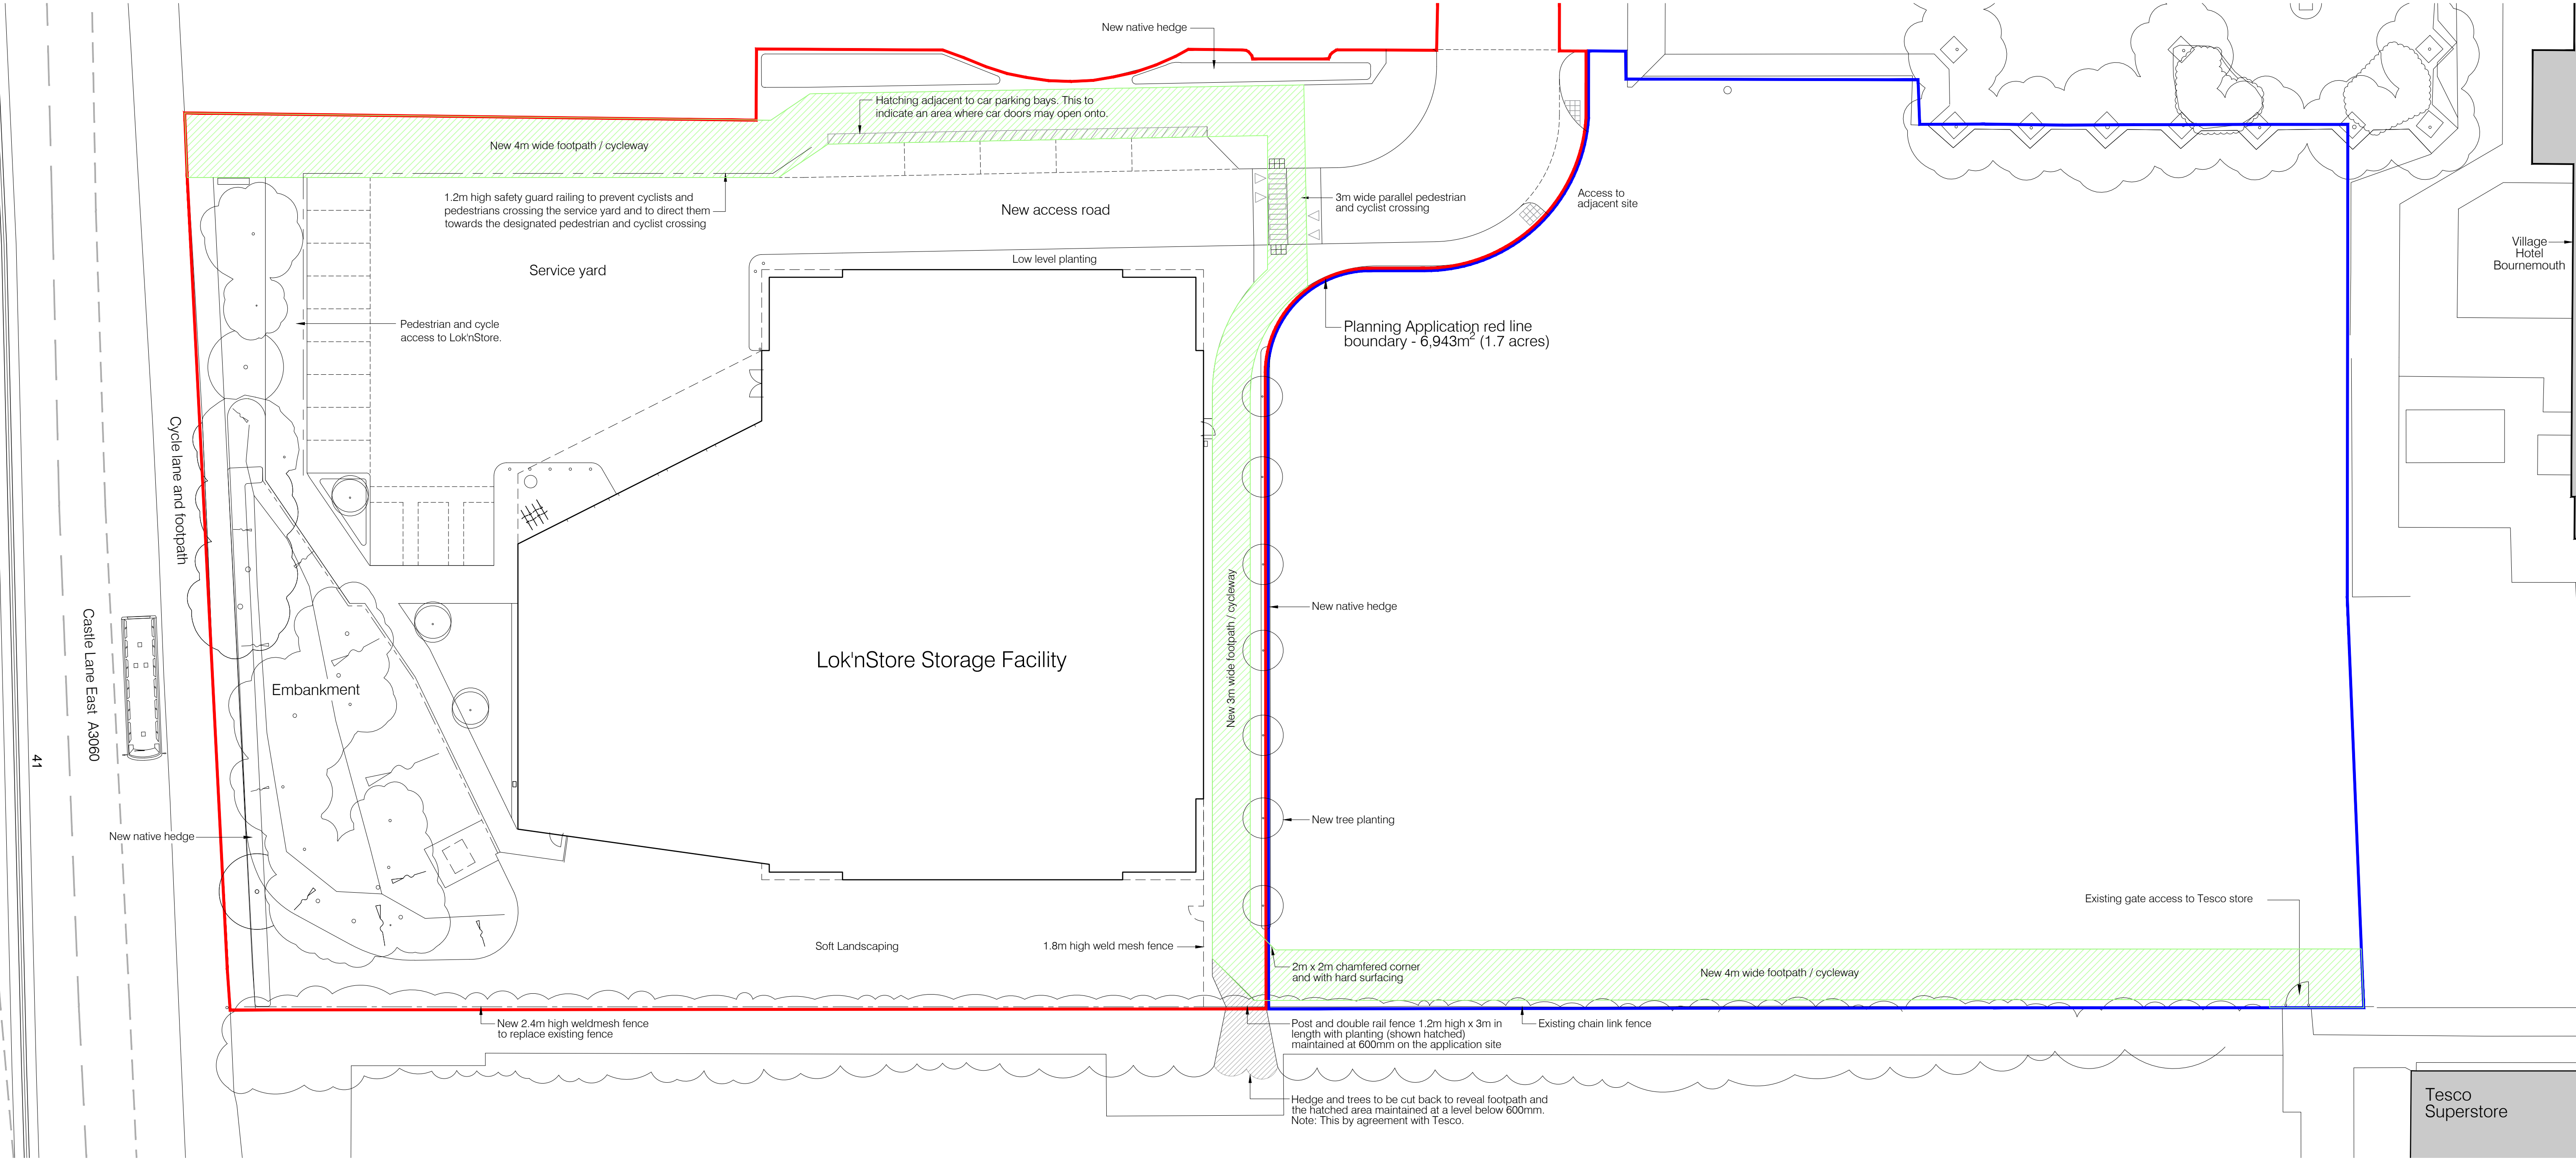 New native hedge
Hatching adjacent to car parking bays. This to
indicate an area where car doors may open onto.
New 4m wide footpath / cycleway
1.2m high safety guard railing to prevent cyclists and
pedestrians crossing the service yard and to direct them
towards the designated pedestrian and cyclist crossing
New access road
3m wide parallel pedestrian
and cyclist crossing
Access to
adjacent site
Village
Hotel
Bournemouth
Service yard
Low level planting
Pedestrian and cycle
access to Lok'nStore.
Planning Application red line
boundary - 6,943m² (1.7 acres)
Cycle lane and footpath
Castle Lane East A3060
41
New 3m wide footpath / cycleway
New native hedge
Lok'nStore Storage Facility
Embankment
New native hedge
New tree planting
Existing gate access to Tesco store
Soft Landscaping
1.8m high weld mesh fence
2m x 2m chamfered corner
and with hard surfacing
New 4m wide footpath / cycleway
New 2.4m high weldmesh fence
to replace existing fence
Post and double rail fence 1.2m high x 3m in
length with planting (shown hatched)
maintained at 600mm on the application site
Existing chain link fence
Hedge and trees to be cut back to reveal footpath and
the hatched area maintained at a level below 600mm.
Note: This by agreement with Tesco.
Tesco
Superstore